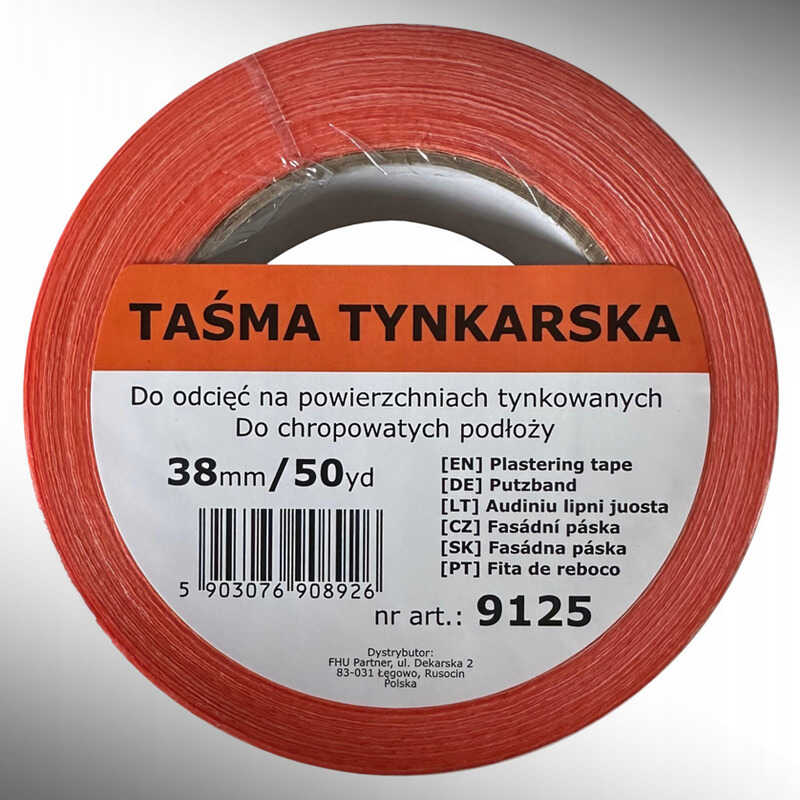 TAŚMA TYNKARSKA
Do odcięć na powierzchniach tynkowanych
Do chropowatych podłoży
38mm/50yd
[EN] Plastering tape
[DE] Putzband
[LT] Audiniu lipni juosta
[CZ] Fasádní páska
[SK] Fasádna páska
[PT] Fita de reboco
5 903076 908926
nr art.: 9125
Dystrybutor:
FHU Partner, ul. Dekarska 2
83-031 Łęgowo, Rusocin
Polska